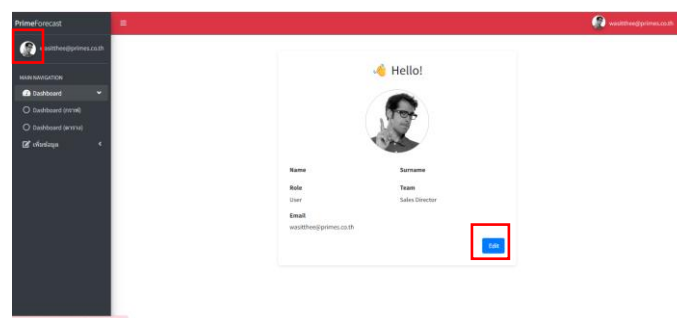 PrimeForecast
wasitthee@primes.co.th
wasitthee@primes.co.th
MAIN NAVIGATION
Dashboard
Dashboard (กราฟ)
Dashboard (ตาราง)
เพิ่มข้อมูล
👋 Hello!
Name Surname
Role Team
User Sales Director
Email
wasitthee@primes.co.th
Edit